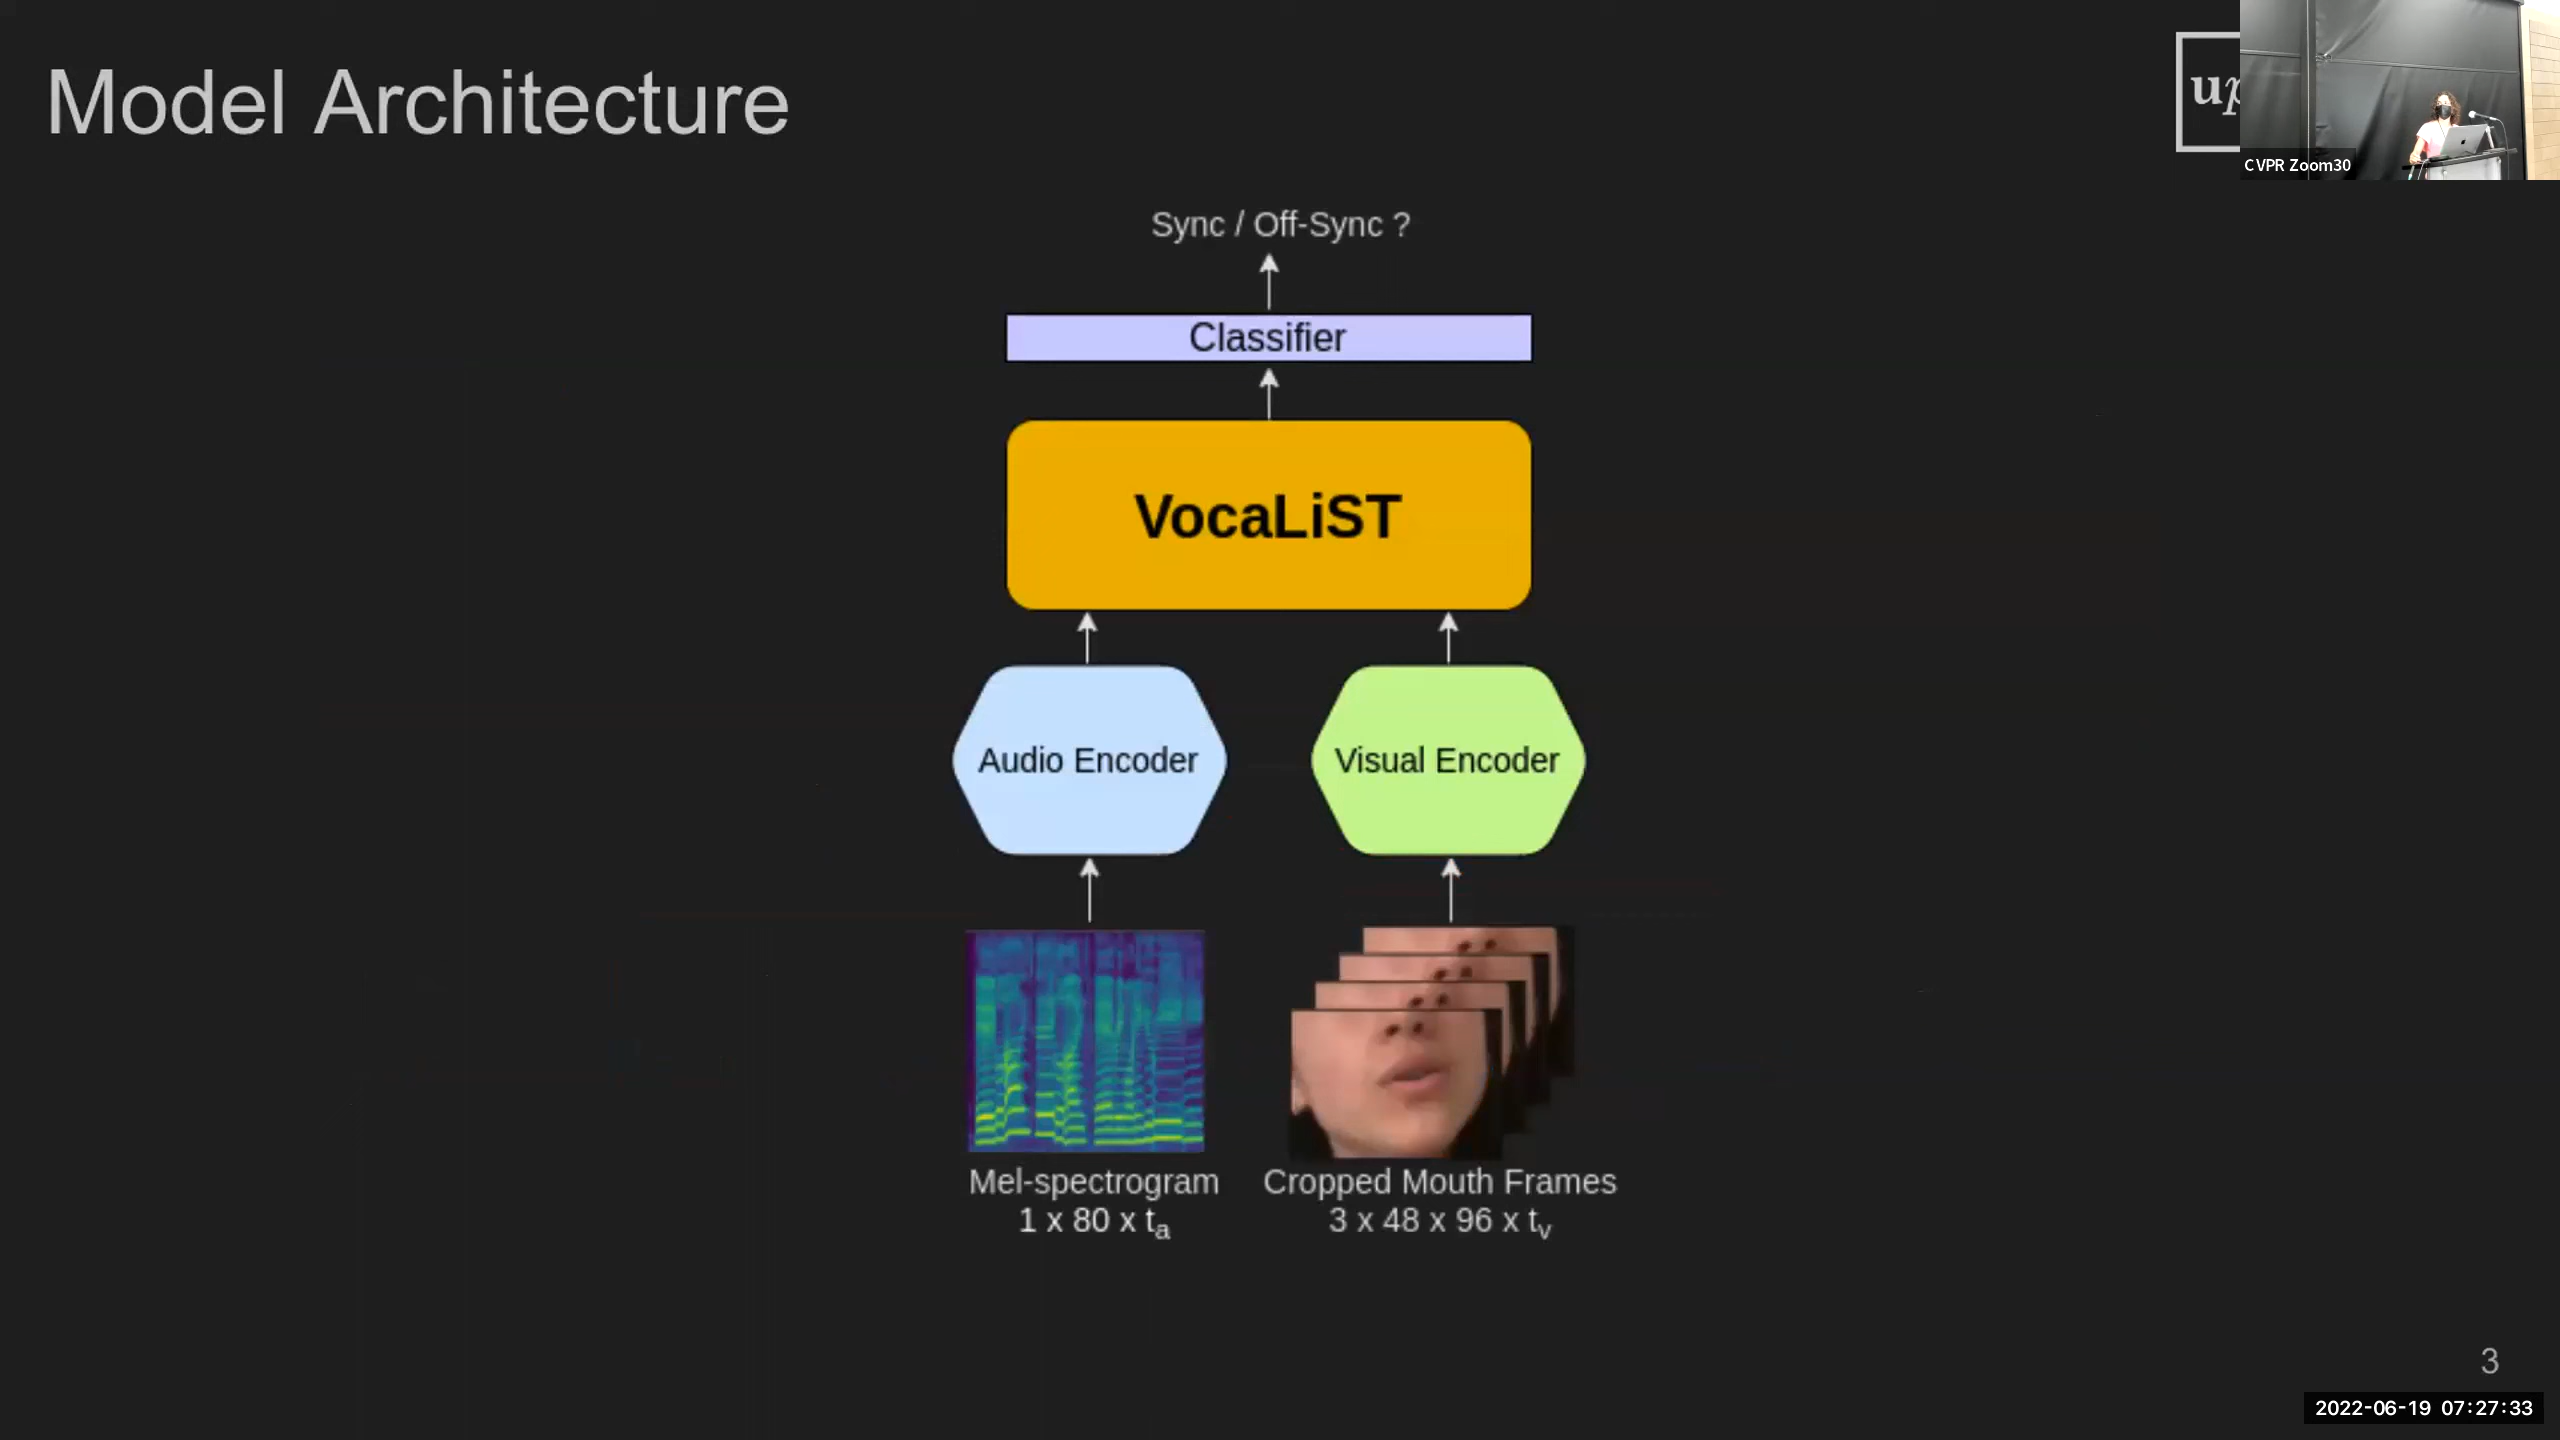 Model Architecture
up
CVPR Zoom30
Sync / Off-Sync ?
Classifier
VocaLiST
Audio Encoder
Visual Encoder
Mel-spectrogram
1 x 80 x tₐ
Cropped Mouth Frames
3 x 48 x 96 x tᵥ
3
2022-06-19 07:27:33